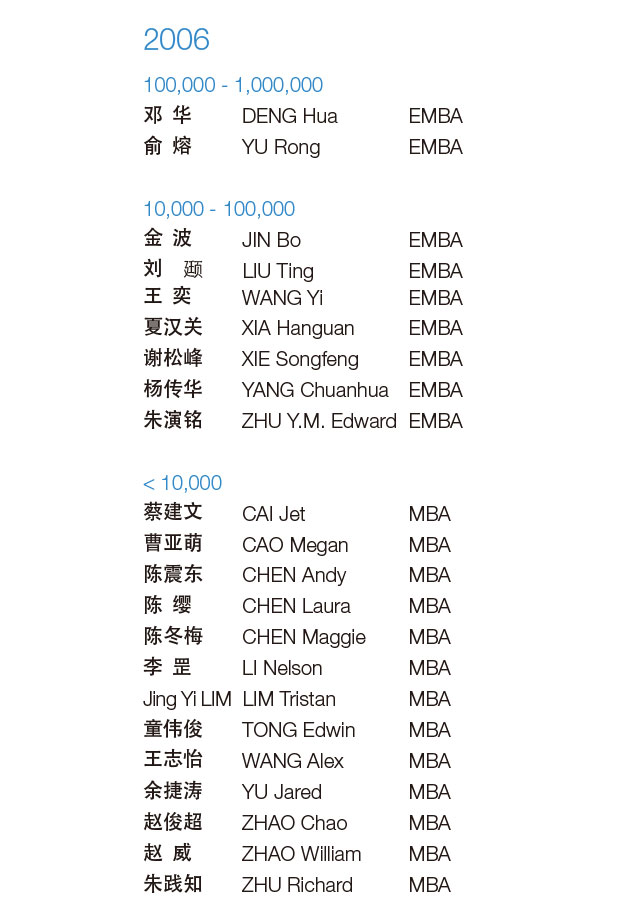 2006
100,000 - 1,000,000
邓 华 DENG Hua EMBA
俞 熔 YU Rong EMBA
10,000 - 100,000
金 波 JIN Bo EMBA
刘 颋 LIU Ting EMBA
王 奕 WANG Yi EMBA
夏汉关 XIA Hanguan EMBA
谢松峰 XIE Songfeng EMBA
杨传华 YANG Chuanhua EMBA
朱演铭 ZHU Y.M. Edward EMBA
< 10,000
蔡建文 CAI Jet MBA
曹亚萌 CAO Megan MBA
陈震东 CHEN Andy MBA
陈 缨 CHEN Laura MBA
陈冬梅 CHEN Maggie MBA
李 罡 LI Nelson MBA
Jing Yi LIM LIM Tristan MBA
童伟俊 TONG Edwin MBA
王志怡 WANG Alex MBA
余捷涛 YU Jared MBA
赵俊超 ZHAO Chao MBA
赵 威 ZHAO William MBA
朱践知 ZHU Richard MBA